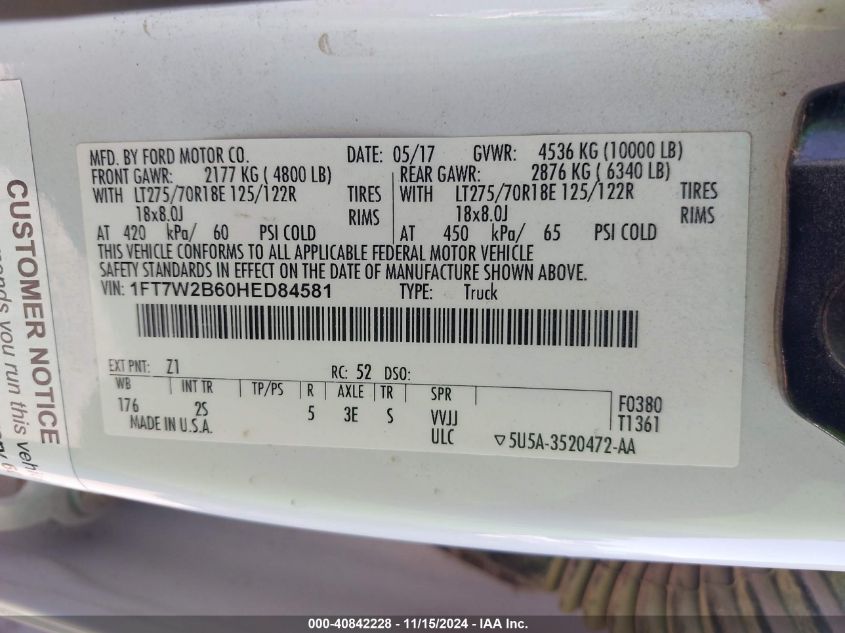 MFD. BY FORD MOTOR CO. DATE: 05/17 GVWR: 4536 KG (10000 LB)
FRONT GAWR: 2177 KG ( 4800 LB) REAR GAWR: 2876 KG ( 6340 LB)
WITH LT275/70R18E 125/122R TIRES WITH LT275/70R18E 125/122R TIRES
18x8.0J RIMS 18x8.0J RIMS
AT 420 kPa/ 60 PSI COLD AT 450 kPa/ 65 PSI COLD
THIS VEHICLE CONFORMS TO ALL APPLICABLE FEDERAL MOTOR VEHICLE
SAFETY STANDARDS IN EFFECT ON THE DATE OF MANUFACTURE SHOWN ABOVE.
VIN: 1FT7W2B60HED84581 TYPE: Truck
EXT PNT: Z1 RC: 52 DSO:
WB INT TR TP/PS R AXLE TR SPR
176 2S 5 3E S VVJJ F0380
MADE IN U.S.A. ULC T1361
▽5U5A-3520472-AA
CUSTOMER NOTICE
you run this
000-40842228 - 11/15/2024 - IAA Inc.